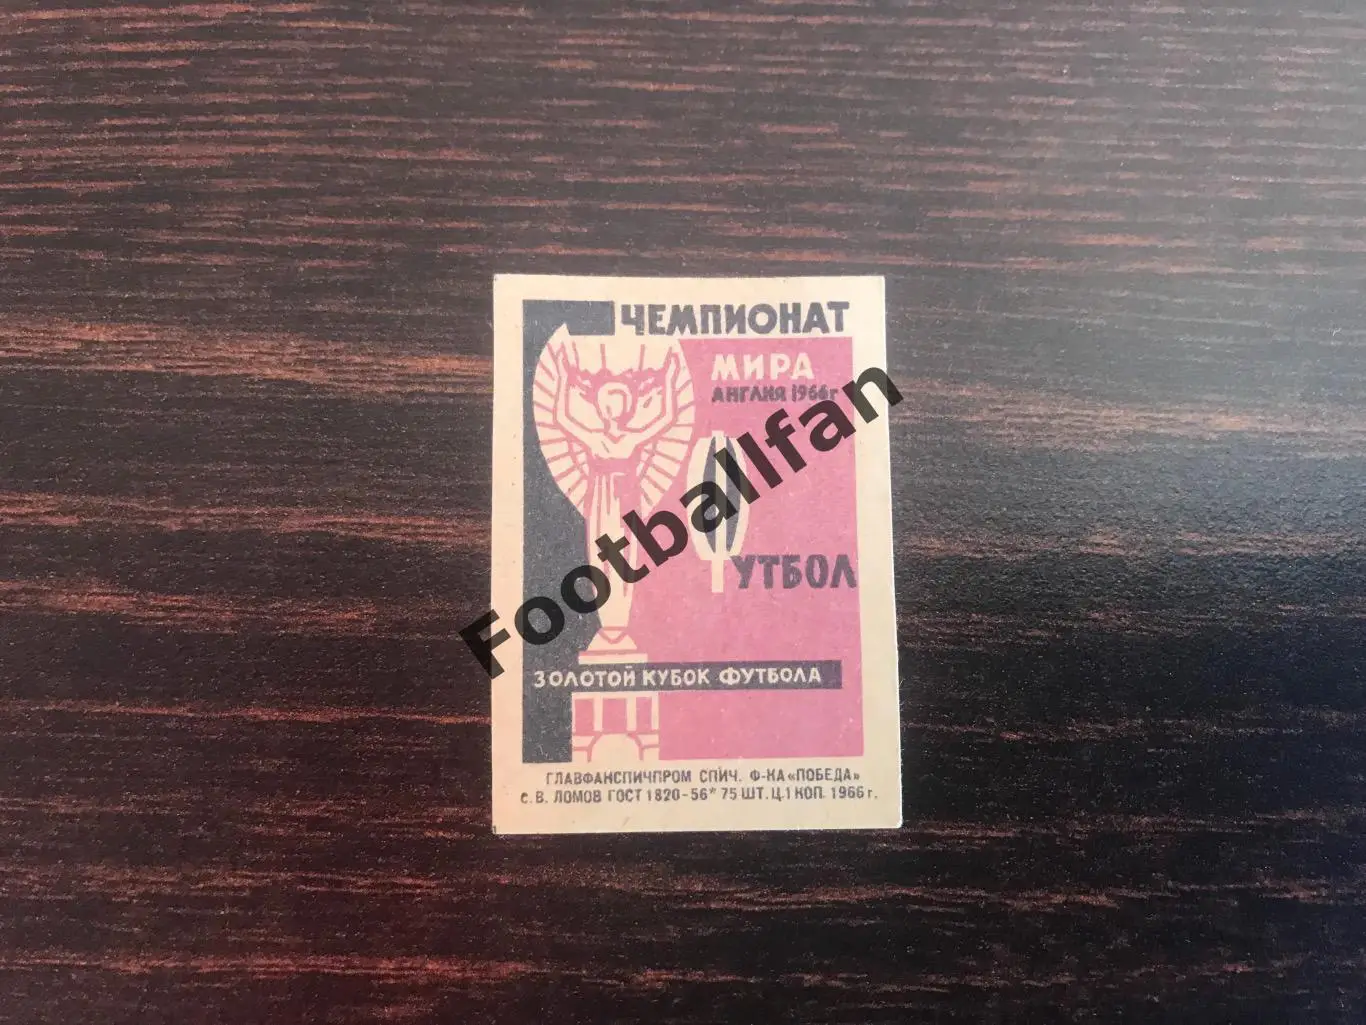 ЧЕМПИОНАТ
МИРА
АНГЛИЯ 1966г
ФУТБОЛ
ЗОЛОТОЙ КУБОК ФУТБОЛА
ГЛАВФАНСПИЧПРОМ СПИЧ. Ф-КА «ПОБЕДА»
с. В. ЛОМОВ ГОСТ 1820-56* 75 ШТ. Ц. 1 КОП. 1966 г.
Footballfan